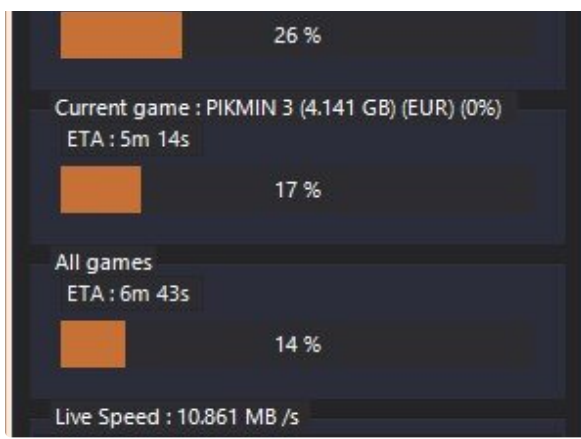 26 %
Current game : PIKMIN 3 (4.141 GB) (EUR) (0%)
ETA : 5m 14s
17 %
All games
ETA : 6m 43s
14 %
Live Speed : 10.861 MB /s